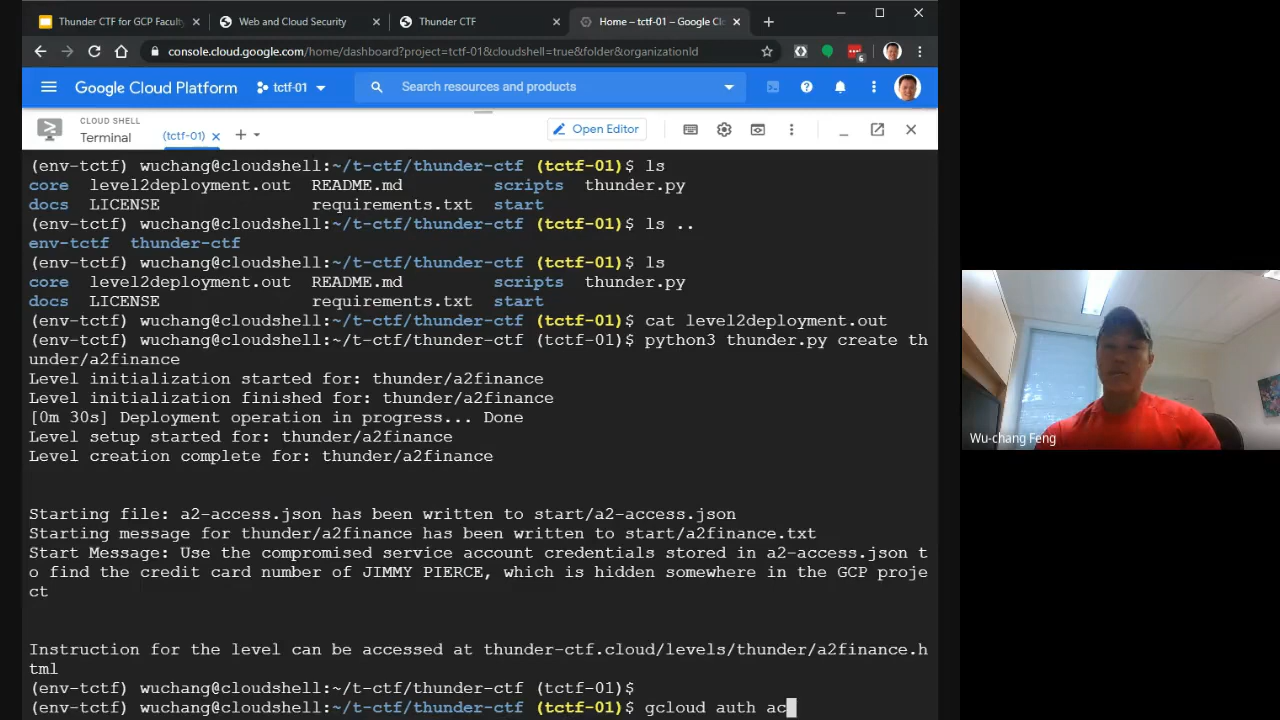 Thunder CTF for GCP Facult
Web and Cloud Security
Thunder CTF
Home – tctf-01 – Google Cl
console.cloud.google.com/home/dashboard?project=tctf-01&cloudshell=true&folder&organizationId
6
Google Cloud Platform
tctf-01
Search resources and products
CLOUD SHELL
Terminal
(tctf-01)
Open Editor
(env-tctf) wuchang@cloudshell:~/t-ctf/thunder-ctf (tctf-01)$ ls
core level2deployment.out README.md scripts thunder.py
docs LICENSE requirements.txt start
(env-tctf) wuchang@cloudshell:~/t-ctf/thunder-ctf (tctf-01)$ ls ..
env-tctf thunder-ctf
(env-tctf) wuchang@cloudshell:~/t-ctf/thunder-ctf (tctf-01)$ ls
core level2deployment.out README.md scripts thunder.py
docs LICENSE requirements.txt start
(env-tctf) wuchang@cloudshell:~/t-ctf/thunder-ctf (tctf-01)$ cat level2deployment.out
(env-tctf) wuchang@cloudshell:~/t-ctf/thunder-ctf (tctf-01)$ python3 thunder.py create th
under/a2finance
Level initialization started for: thunder/a2finance
Level initialization finished for: thunder/a2finance
[0m 30s] Deployment operation in progress... Done
Level setup started for: thunder/a2finance
Level creation complete for: thunder/a2finance
Starting file: a2-access.json has been written to start/a2-access.json
Starting message for thunder/a2finance has been written to start/a2finance.txt
Start Message: Use the compromised service account credentials stored in a2-access.json t
o find the credit card number of JIMMY PIERCE, which is hidden somewhere in the GCP proje
ct
Instruction for the level can be accessed at thunder-ctf.cloud/levels/thunder/a2finance.h
tml
(env-tctf) wuchang@cloudshell:~/t-ctf/thunder-ctf (tctf-01)$
(env-tctf) wuchang@cloudshell:~/t-ctf/thunder-ctf (tctf-01)$ gcloud auth ac
Wu-chang Feng